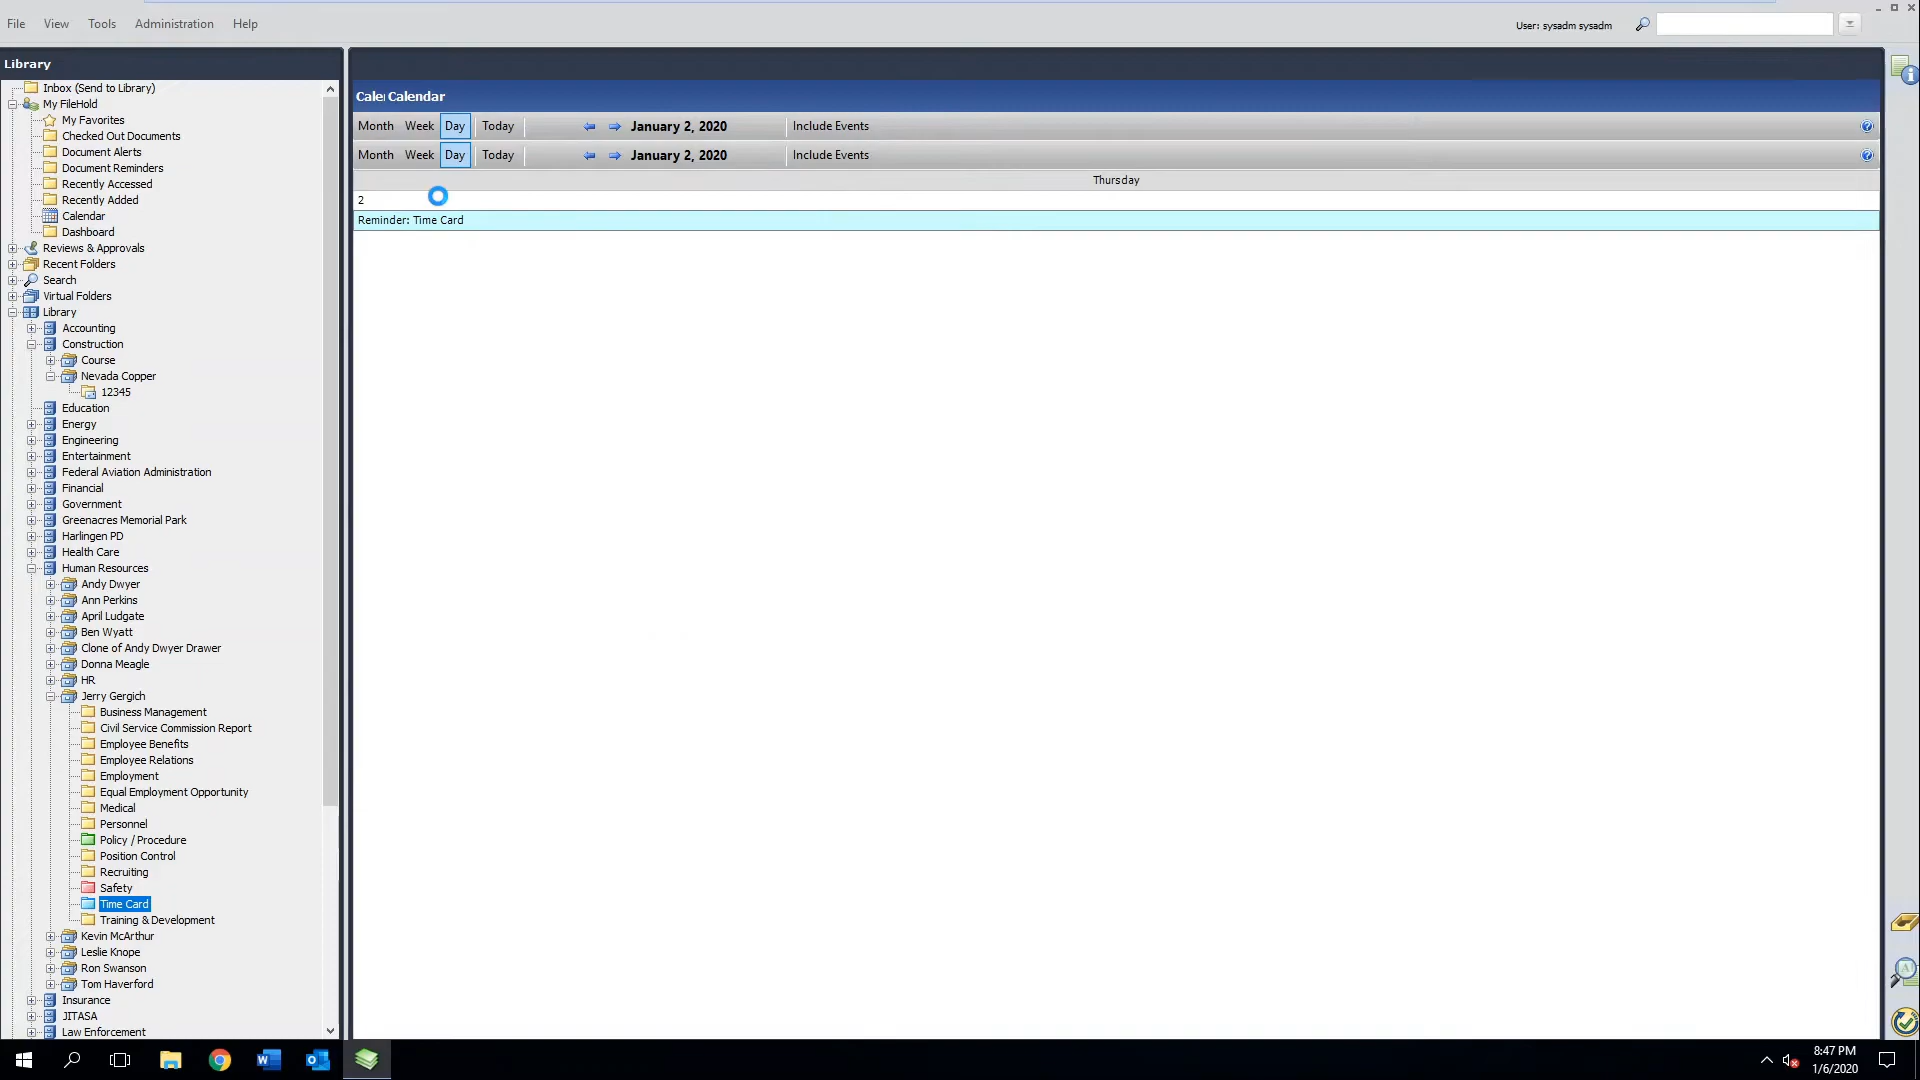 File View Tools Administration Help
User: sysadm sysadm
Library
Inbox (Send to Library)
My FileHold
My Favorites
Checked Out Documents
Document Alerts
Document Reminders
Recently Accessed
Recently Added
Calendar
Dashboard
Reviews & Approvals
Recent Folders
Search
Virtual Folders
Library
Accounting
Construction
Course
Nevada Copper
12345
Education
Energy
Engineering
Entertainment
Federal Aviation Administration
Financial
Government
Greenacres Memorial Park
Harlingen PD
Health Care
Human Resources
Andy Dwyer
Ann Perkins
April Ludgate
Ben Wyatt
Clone of Andy Dwyer Drawer
Donna Meagle
HR
Jerry Gergich
Business Management
Civil Service Commission Report
Employee Benefits
Employee Relations
Employment
Equal Employment Opportunity
Medical
Personnel
Policy / Procedure
Position Control
Recruiting
Safety
Time Card
Training & Development
Kevin McArthur
Leslie Knope
Ron Swanson
Tom Haverford
Insurance
JITASA
Law Enforcement
Cale Calendar
Month Week Day Today January 2, 2020 Include Events
Month Week Day Today January 2, 2020 Include Events
Thursday
2
Reminder: Time Card
8:47 PM
1/6/2020